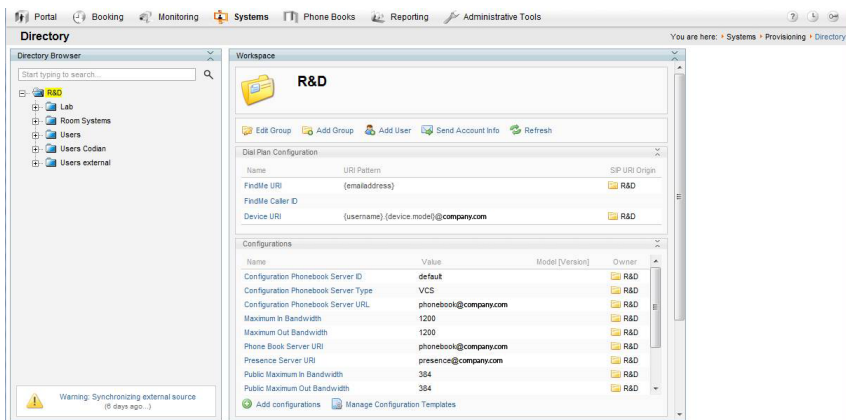 Portal Booking Monitoring Systems Phone Books Reporting Administrative Tools
Directory
You are here: Systems Provisioning Directory
Directory Browser
Start typing to search...
R&D
Lab
Room Systems
Users
Users Codian
Users external
Warning: Synchronizing external source
(6 days ago...)
Workspace
R&D
Edit Group Add Group Add User Send Account Info Refresh
Dial Plan Configuration
Name URI Pattern SIP URI Origin
FindMe URI {emailaddress} R&D
FindMe Caller ID
Device URI {username}.{device.model}@company.com R&D
Configurations
Name Value Model [Version] Owner
Configuration Phonebook Server ID default R&D
Configuration Phonebook Server Type VCS R&D
Configuration Phonebook Server URL phonebook@company.com R&D
Maximum In Bandwidth 1200 R&D
Maximum Out Bandwidth 1200 R&D
Phone Book Server URI phonebook@company.com R&D
Presence Server URI presence@company.com R&D
Public Maximum In Bandwidth 384 R&D
Public Maximum Out Bandwidth 384 R&D
Add configurations Manage Configuration Templates